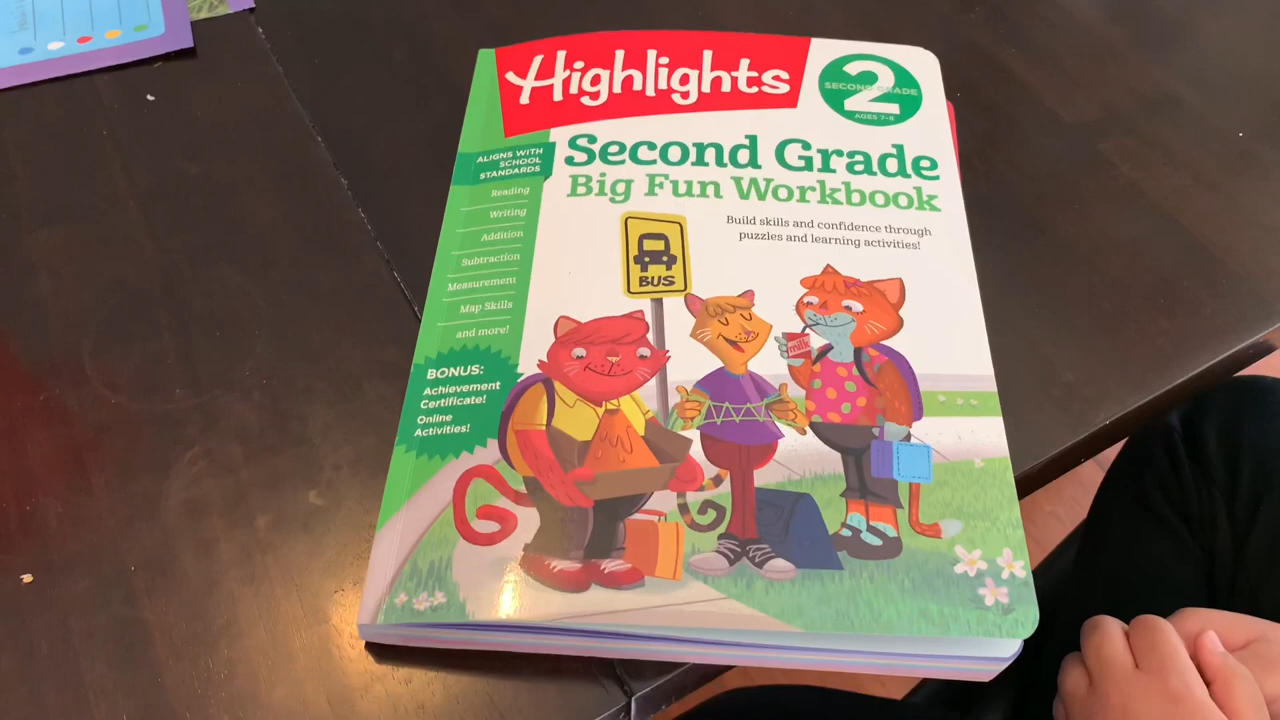 Highlights
2
SECOND GRADE
AGES 7-8
Second Grade
Big Fun Workbook
Build skills and confidence through
puzzles and learning activities!
ALIGNS WITH
SCHOOL
STANDARDS
Reading
Writing
Addition
Subtraction
Measurement
Map Skills
and more!
BONUS:
Achievement
Certificate!
Online
Activities!
BUS
milk